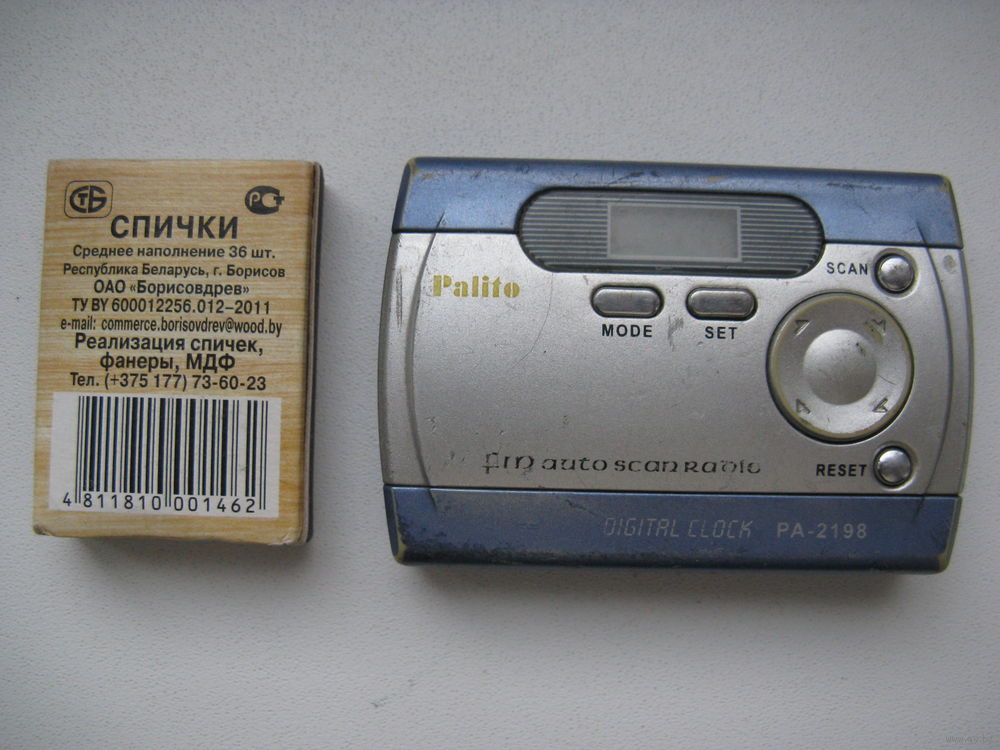 СТБ
РСТ
СПИЧКИ
Среднее наполнение 36 шт.
Республика Беларусь, г. Борисов
ОАО «Борисовдрев»
ТУ BY 600012256.012–2011
e-mail: commerce.borisovdrev@wood.by
Реализация спичек,
фанеры, МДФ
Тел. (+375 177) 73-60-23
4 811810 001462
Palito
MODE
SET
SCAN
RESET
fm auto scan Radio
DIGITAL CLOCK PA-2198